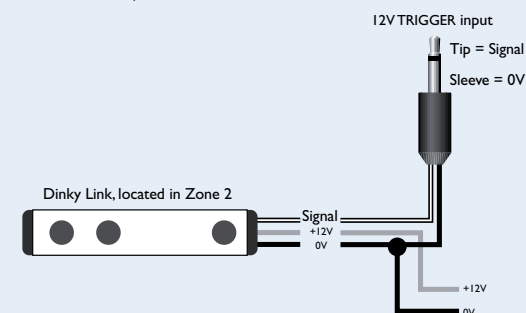 12V TRIGGER input
Tip = Signal
Sleeve = 0V
Dinky Link, located in Zone 2
Signal
+12V
0V
+12V
0V